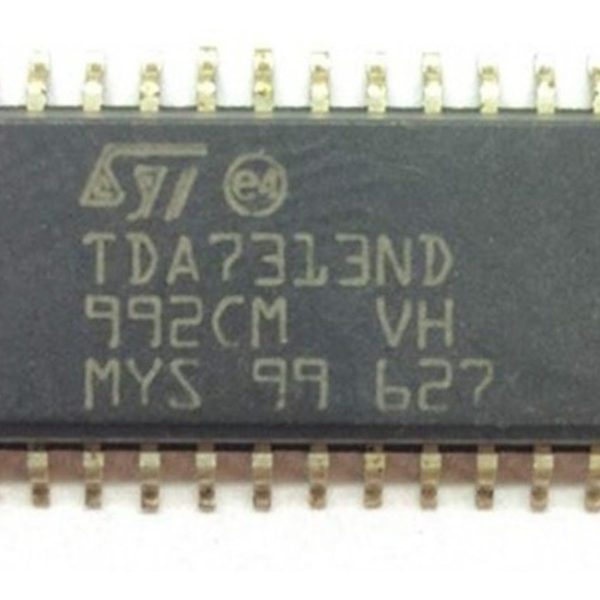 ST e4
TDA7313ND
992CM VH
MYS 99 627